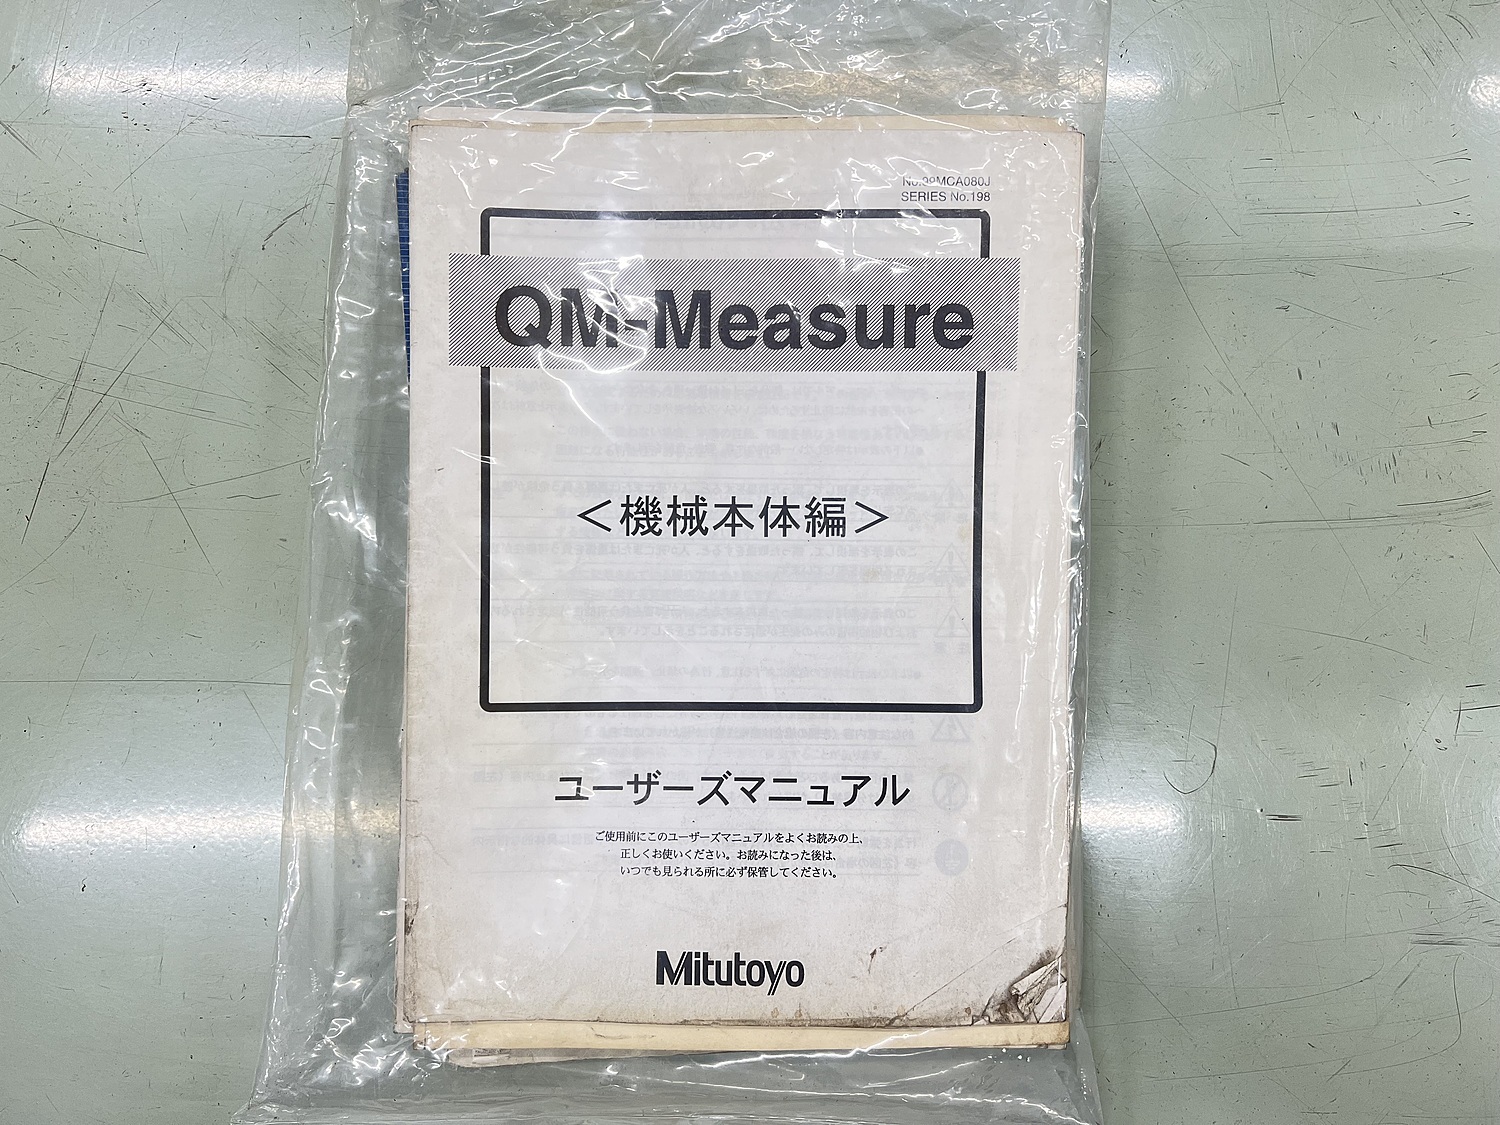 No.99MCA080J
SERIES No.198
QM-Measure
＜機械本体編＞
ユーザーズマニュアル
ご使用前にこのユーザーズマニュアルをよくお読みの上、
正しくお使いください。お読みになった後は、
いつでも見られる所に必ず保管してください。
Mitutoyo